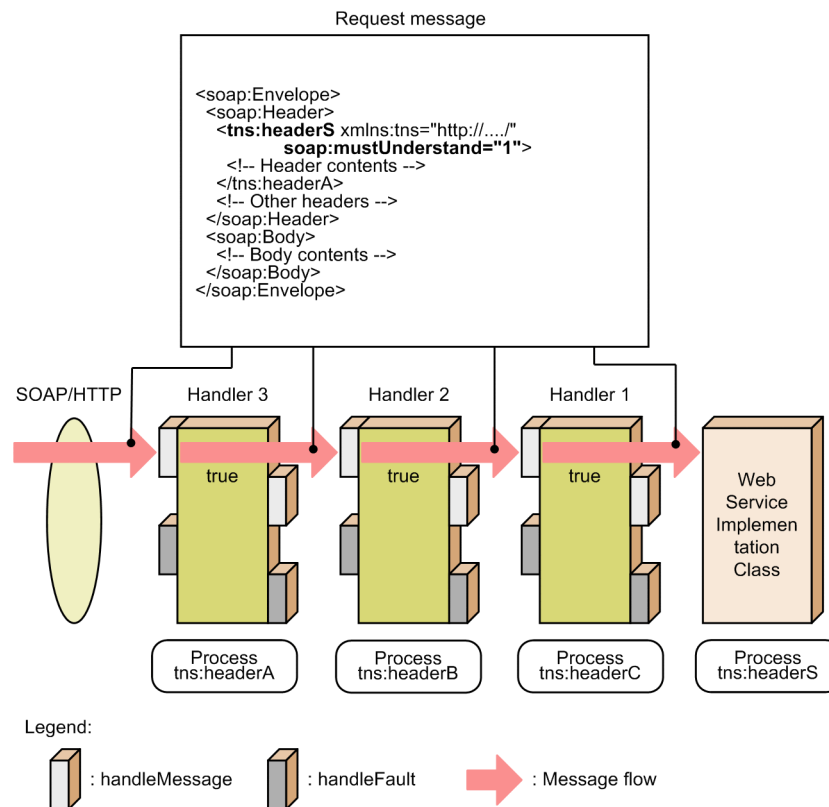 Request message
<soap:Envelope>
<soap:Header>
<tns:headerS xmlns:tns="http://..../"
soap:mustUnderstand="1">
<!-- Header contents -->
</tns:headerA>
<!-- Other headers -->
</soap:Header>
<soap:Body>
<!-- Body contents -->
</soap:Body>
</soap:Envelope>
SOAP/HTTP
Handler 3
Handler 2
Handler 1
true
true
true
Web
Service
Implemen
tation
Class
Process
tns:headerA
Process
tns:headerB
Process
tns:headerC
Process
tns:headerS
Legend:
: handleMessage
: handleFault
: Message flow